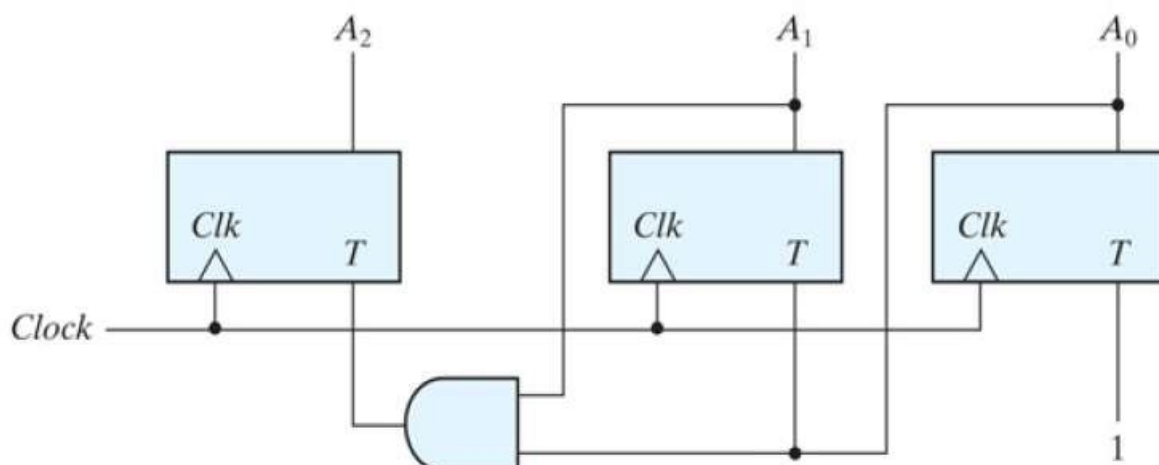 A₂ A₁ A₀
Clk Clk Clk
T T T
Clock
1